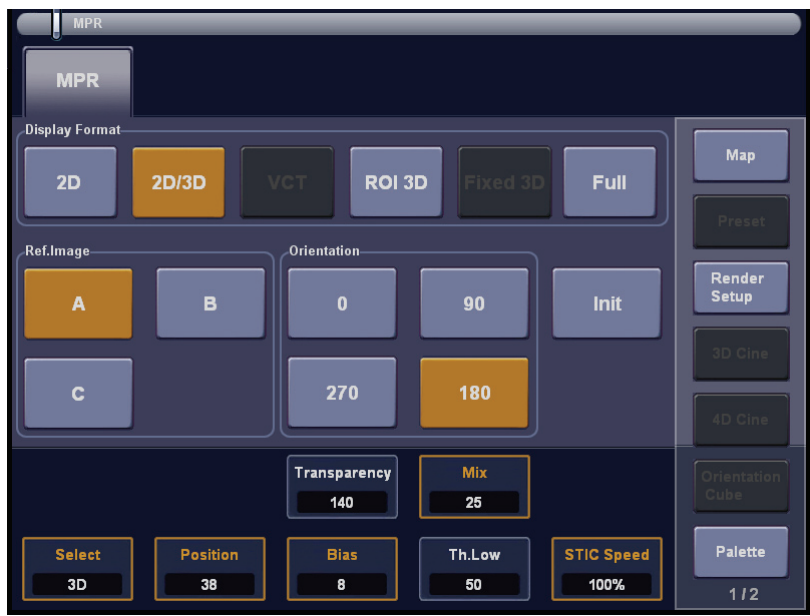 MPR
MPR
Display Format
2D
2D/3D
VCT
ROI 3D
Fixed 3D
Full
Map
Preset
Ref.Image
Orientation
A
B
0
90
Init
Render
Setup
3D Cine
C
270
180
4D Cine
Transparency
140
Mix
25
Orientation
Cube
Select
3D
Position
38
Bias
8
Th.Low
50
STIC Speed
100%
Palette
1/2